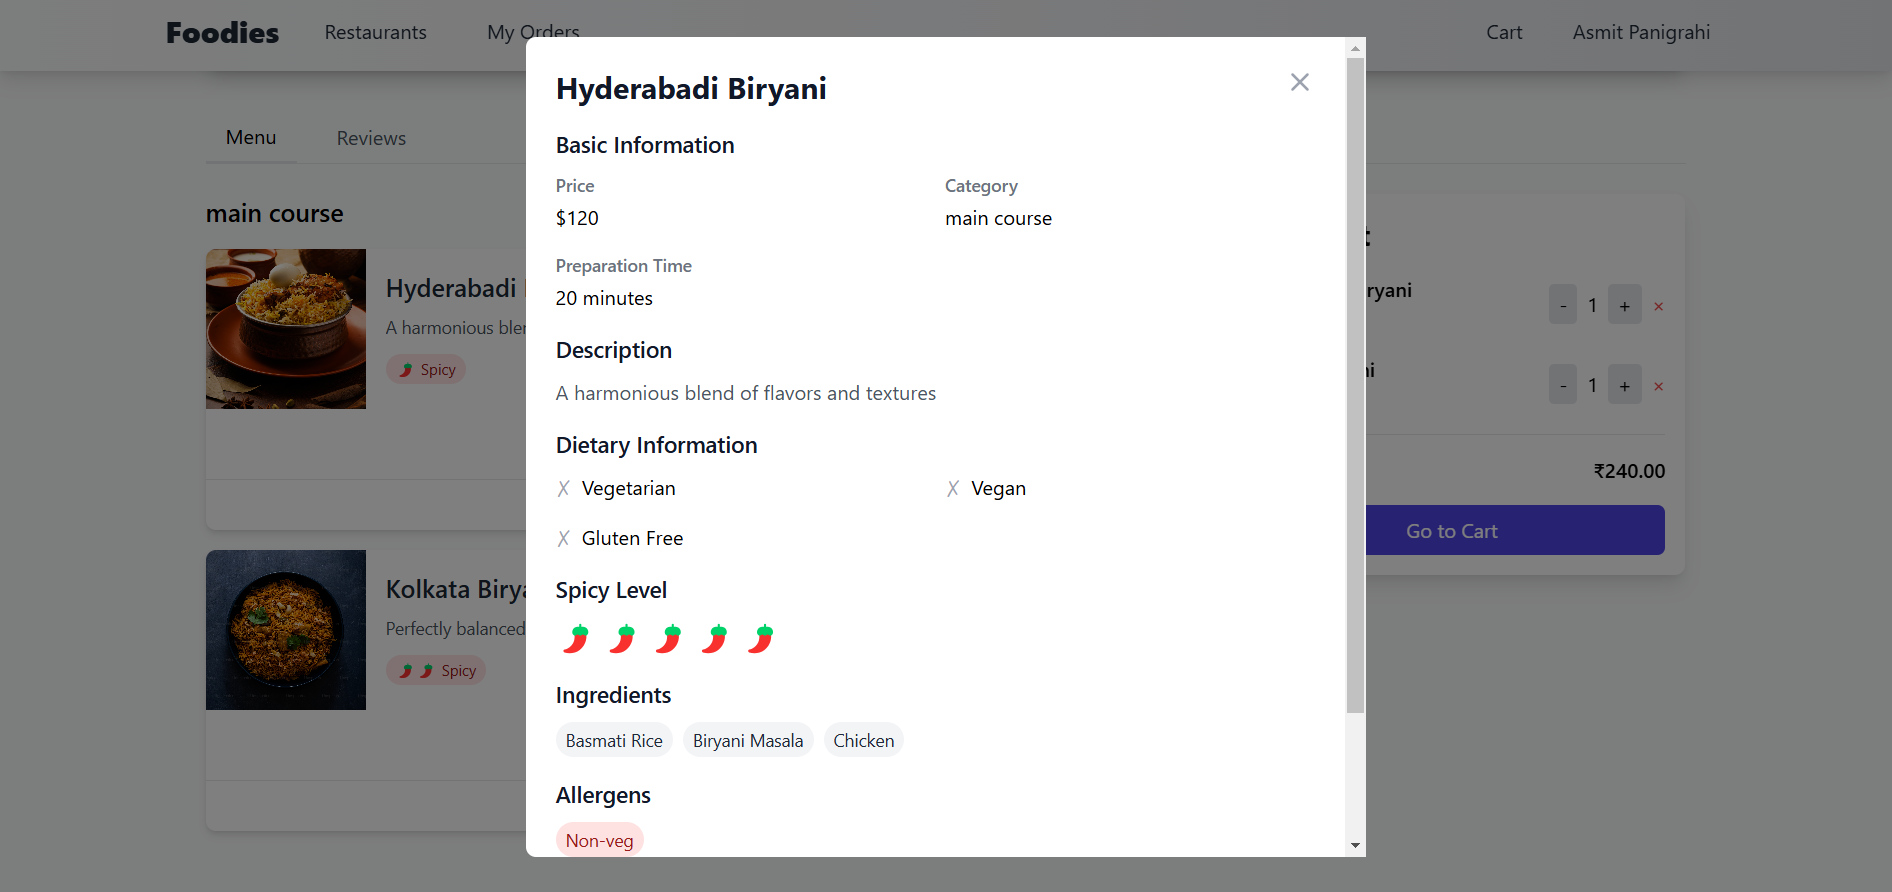 Foodies Restaurants My Orders Cart Asmit Panigrahi
Menu Reviews
main course
Hyderabadi
A harmonious
Spicy
Kolkata
Perfectly balanced
Spicy
Hyderabadi Biryani
Basic Information
Price Category
$120 main course
Preparation Time
20 minutes
Description
A harmonious blend of flavors and textures
Dietary Information
✗ Vegetarian ✗ Vegan
✗ Gluten Free
Spicy Level
Ingredients
Basmati Rice Biryani Masala Chicken
Allergens
Non-veg
- 1 + ×
- 1 + ×
₹240.00
Go to Cart